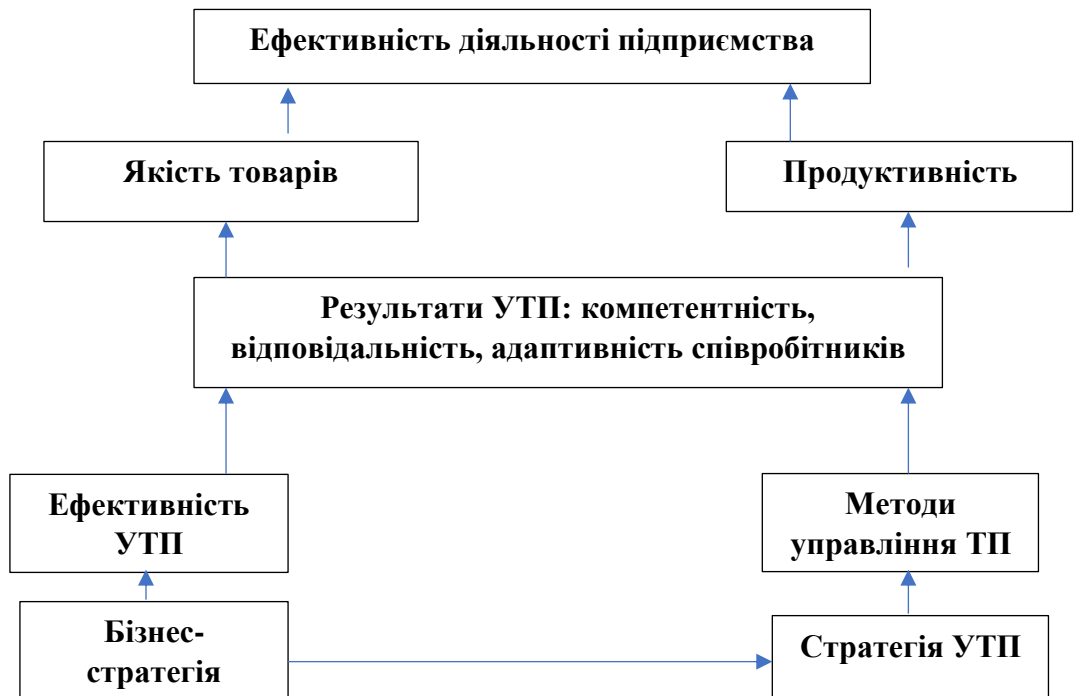 Ефективність діяльності підприємства
Якість товарів
Продуктивність
Результати УТП: компетентність,
відповідальність, адаптивність співробітників
Ефективність
УТП
Методи
управління ТП
Бізнес-
стратегія
Стратегія УТП